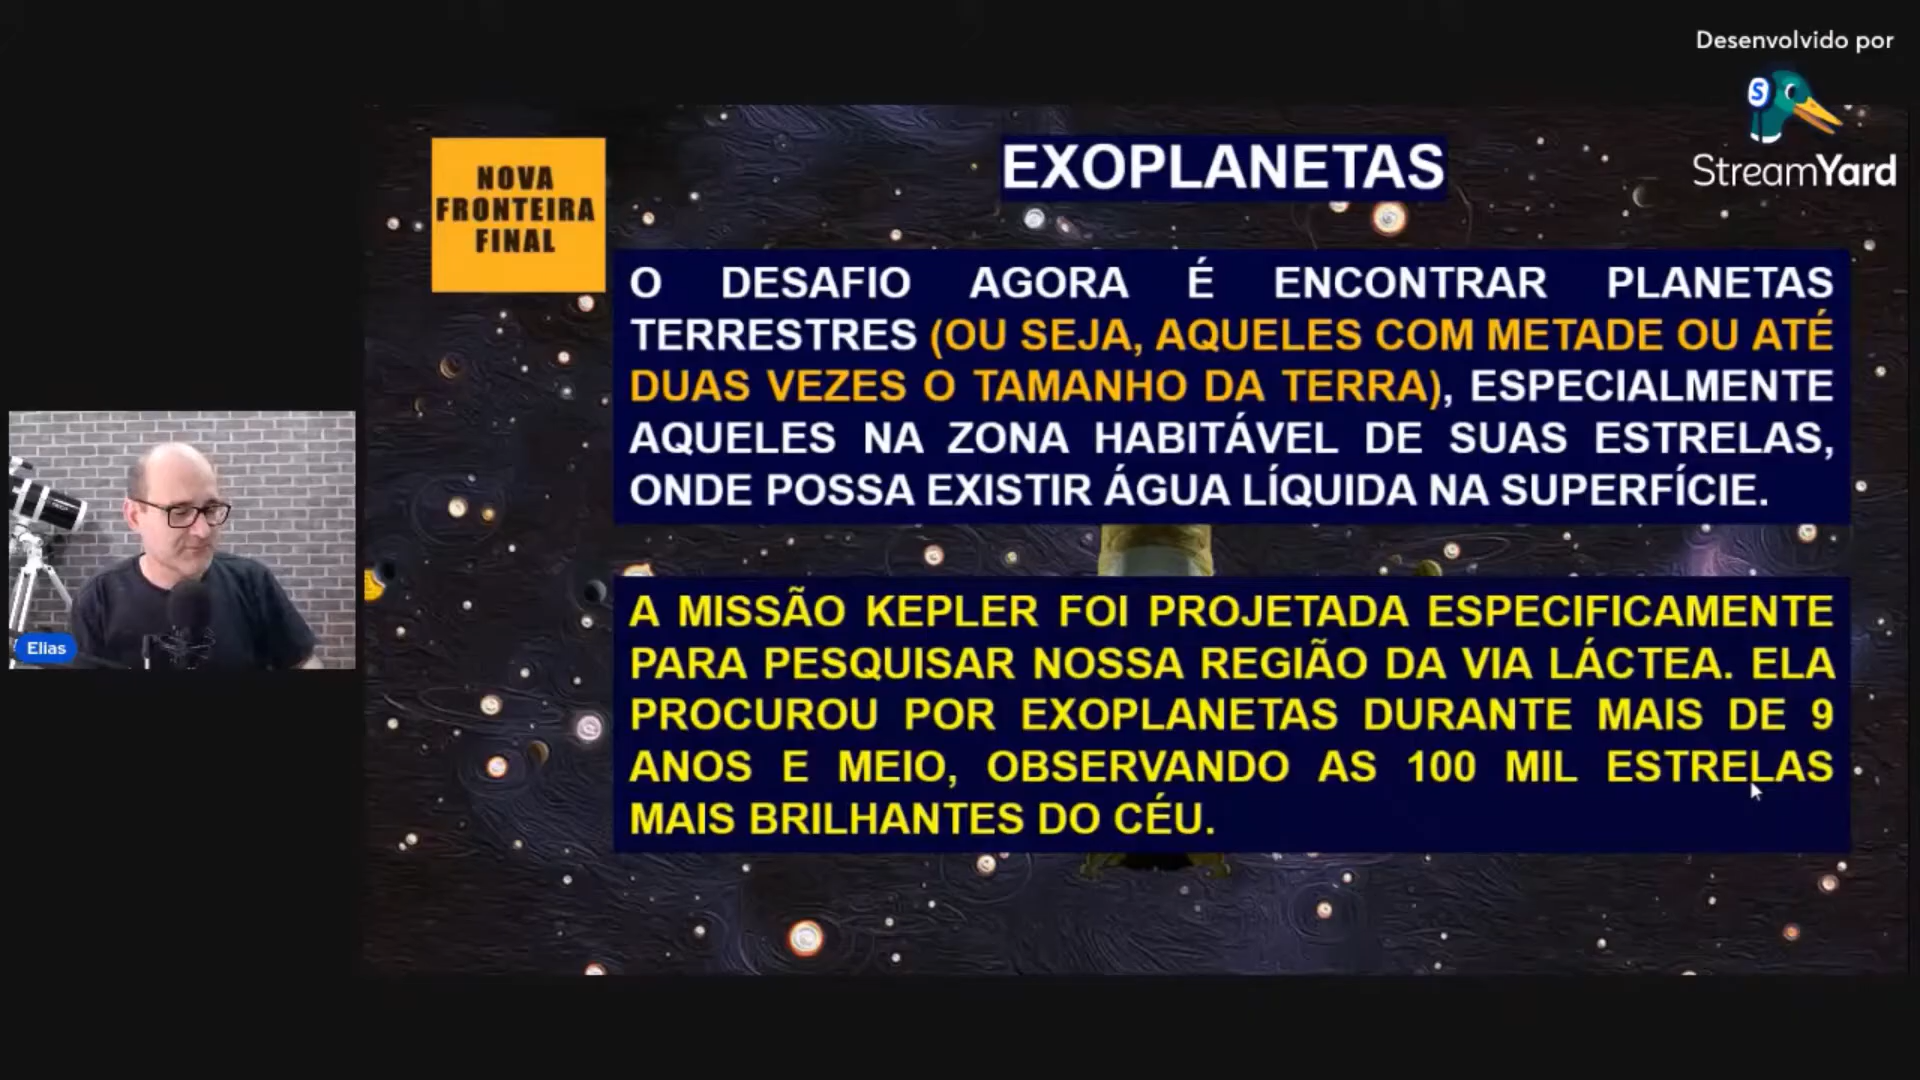 Desenvolvido por
StreamYard
NOVA
FRONTEIRA
FINAL
EXOPLANETAS
O DESAFIO AGORA É ENCONTRAR PLANETAS
TERRESTRES (OU SEJA, AQUELES COM METADE OU ATÉ
DUAS VEZES O TAMANHO DA TERRA), ESPECIALMENTE
AQUELES NA ZONA HABITÁVEL DE SUAS ESTRELAS,
ONDE POSSA EXISTIR ÁGUA LÍQUIDA NA SUPERFÍCIE.
A MISSÃO KEPLER FOI PROJETADA ESPECIFICAMENTE
PARA PESQUISAR NOSSA REGIÃO DA VIA LÁCTEA. ELA
PROCUROU POR EXOPLANETAS DURANTE MAIS DE 9
ANOS E MEIO, OBSERVANDO AS 100 MIL ESTRELAS
MAIS BRILHANTES DO CÉU.
Elias